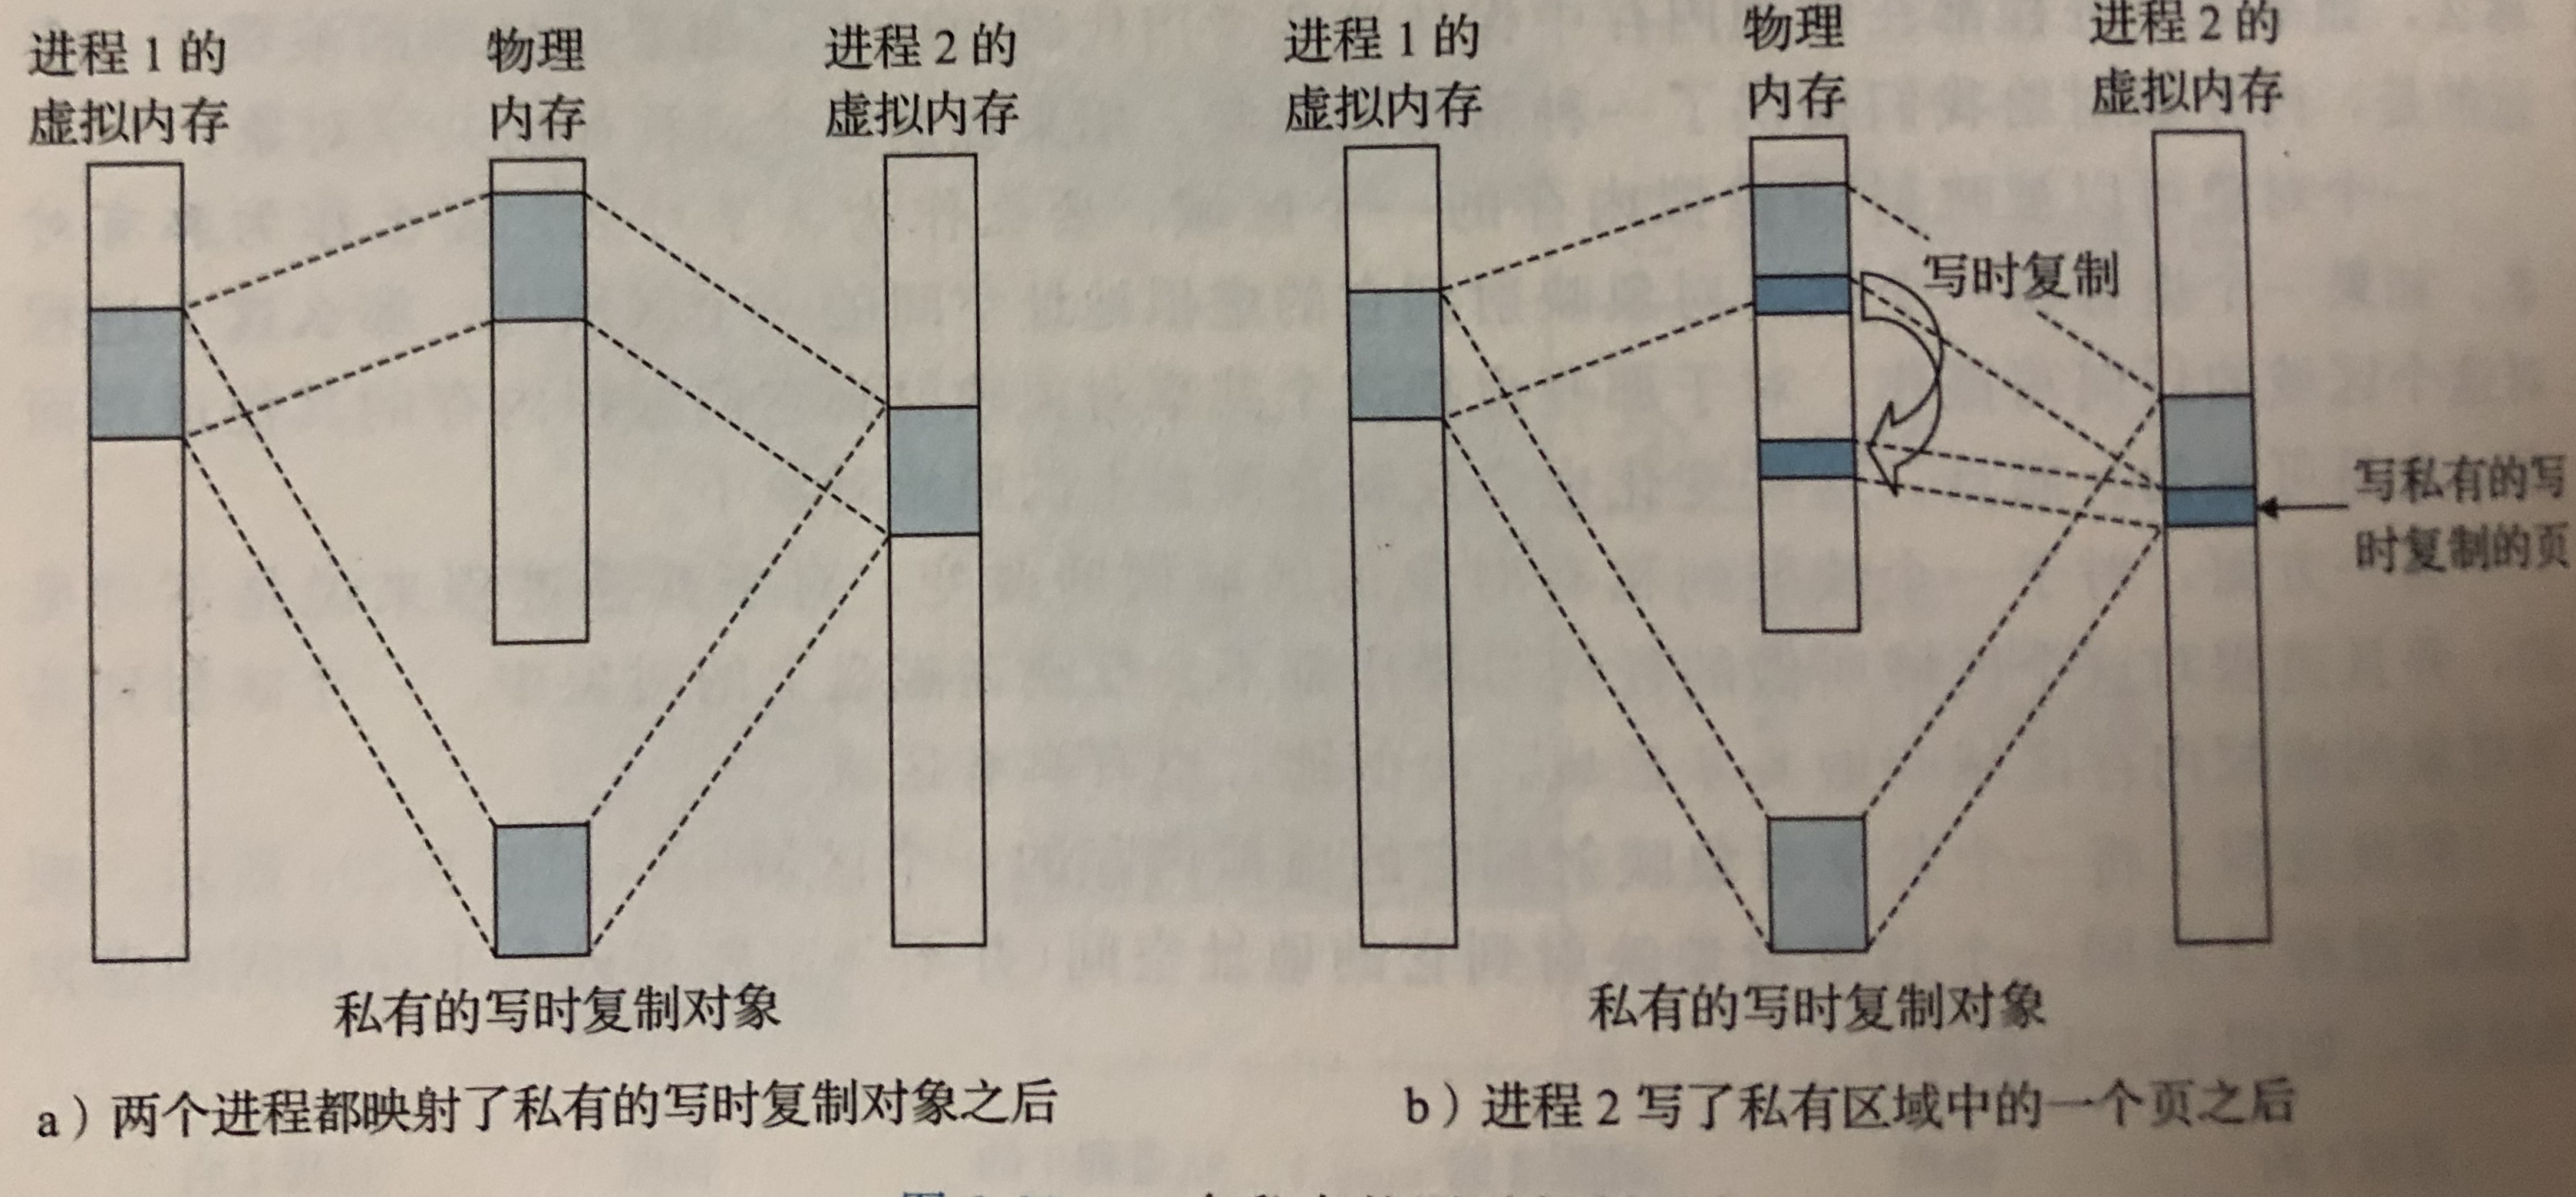 进程 1 的
虚拟内存
物理
内存
进程 2 的
虚拟内存
私有的写时复制对象
a）两个进程都映射了私有的写时复制对象之后
进程 1 的
虚拟内存
物理
内存
进程 2 的
虚拟内存
写时复制
写私有的写
时复制的页
私有的写时复制对象
b）进程 2 写了私有区域中的一个页之后